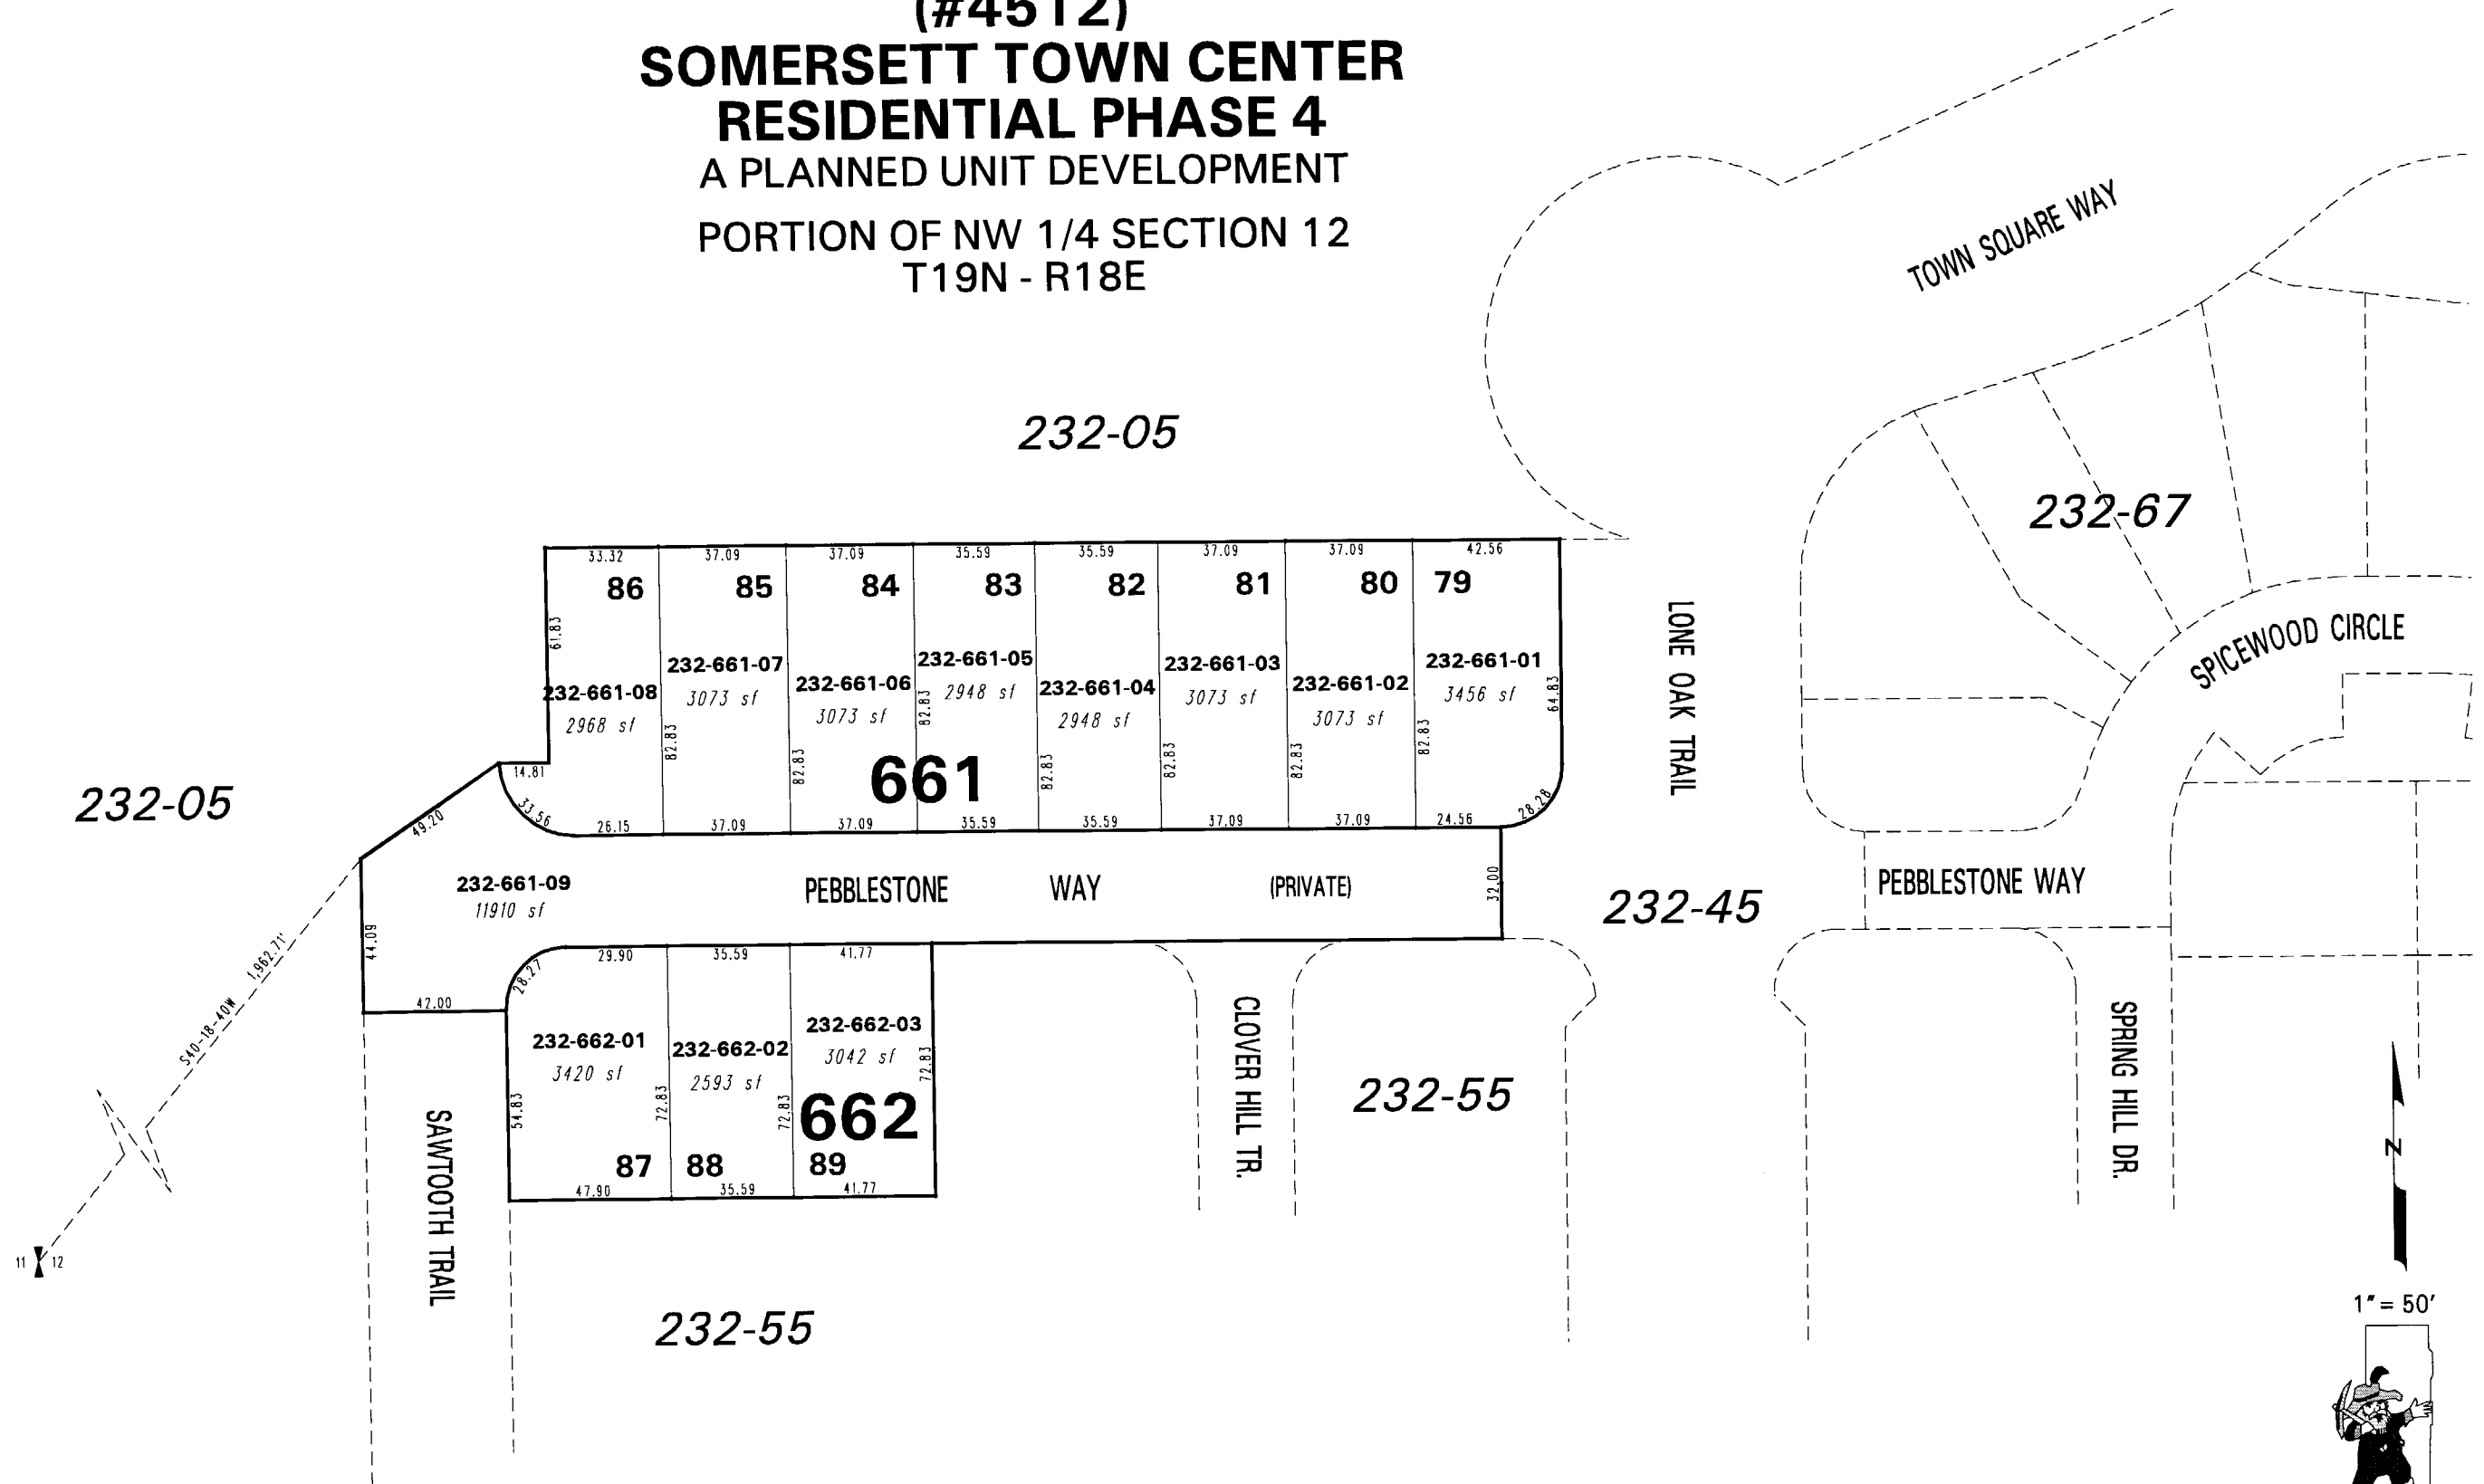 (#4512)
SOMERSETT TOWN CENTER
RESIDENTIAL PHASE 4
A PLANNED UNIT DEVELOPMENT
PORTION OF NW 1/4 SECTION 12
T19N - R18E
TOWN SQUARE WAY
232-05
232-67
33.32
37.09
37.09
35.59
35.59
37.09
37.09
42.56
86
85
84
83
82
81
80
79
61.83
LONE OAK TRAIL
SPICEWOOD CIRCLE
232-661-08
2968 sf
232-661-07
3073 sf
232-661-06
3073 sf
232-661-05
2948 sf
232-661-04
2948 sf
232-661-03
3073 sf
232-661-02
3073 sf
232-661-01
3456 sf
82.83
82.83
82.83
82.83
82.83
82.83
82.83
64.83
661
232-05
14.81
33.56
49.20
26.15
37.09
37.09
35.59
35.59
37.09
37.09
24.56
28.28
232-661-09
11910 sf
PEBBLESTONE WAY (PRIVATE)
32.00
232-45
PEBBLESTONE WAY
44.09
47.00
28.27
29.90
35.59
41.77
S40-18-40W 1,962.71'
232-662-01
3420 sf
232-662-02
2593 sf
232-662-03
3042 sf
54.83
72.83
72.83
72.83
662
87
88
89
47.90
35.59
41.77
SAWTOOTH TRAIL
CLOVER HILL TR.
232-55
SPRING HILL DR.
N
11 12
232-55
1" = 50'